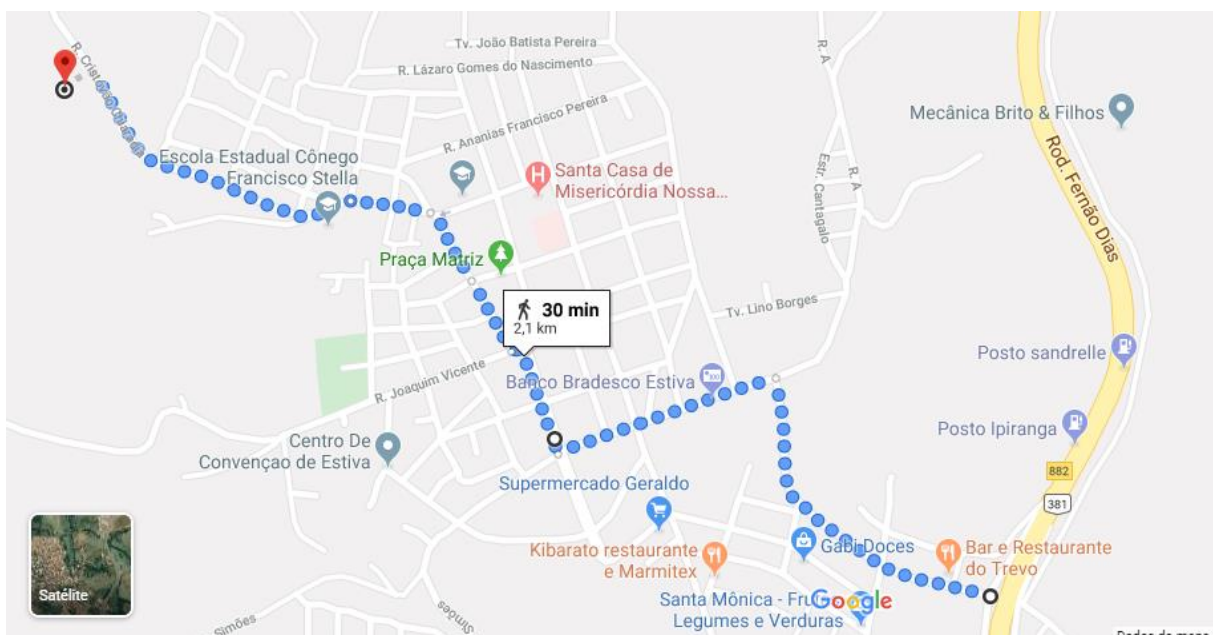 Tv. João Batista Pereira
R. Lázaro Gomes do Nascimento
R. Ananias Francisco Pereira
R. A
Mecânica Brito & Filhos
Rod. Fernão Dias
Escola Estadual Cônego
Francisco Stella
Santa Casa de
Misericórdia Nossa...
Estr. Cantagalo
R. A
Praça Matriz
30 min
2,1 km
Tv. Lino Borges
Posto sandrelle
R. Joaquim Vicente
Banco Bradesco Estiva
Centro De
Convençao de Estiva
Posto Ipiranga
882
381
Supermercado Geraldo
Kibarato restaurante
e Marmitex
Gabi Doces
Bar e Restaurante
do Trevo
Satélite
Simões
Simões
Santa Mônica -
Legumes e Verduras
Google